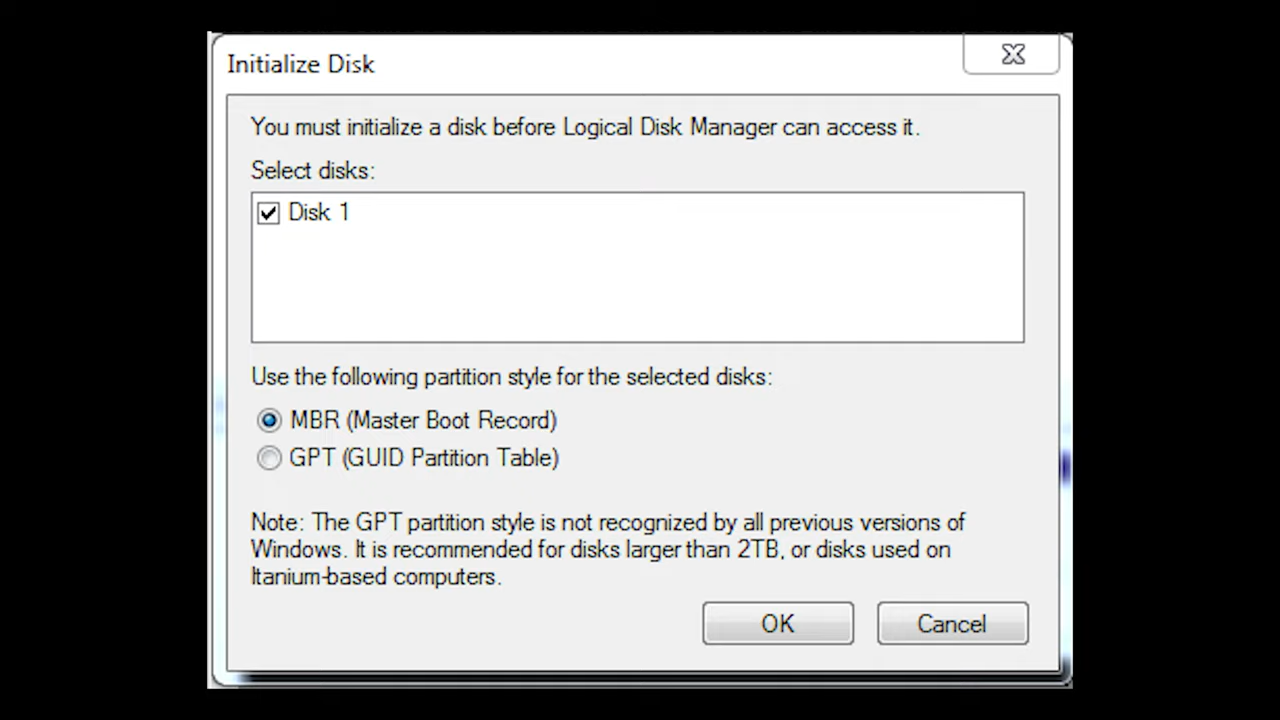 Initialize Disk
You must initialize a disk before Logical Disk Manager can access it.
Select disks:
Disk 1
Use the following partition style for the selected disks:
MBR (Master Boot Record)
GPT (GUID Partition Table)
Note: The GPT partition style is not recognized by all previous versions of
Windows. It is recommended for disks larger than 2TB, or disks used on
Itanium-based computers.
OK Cancel